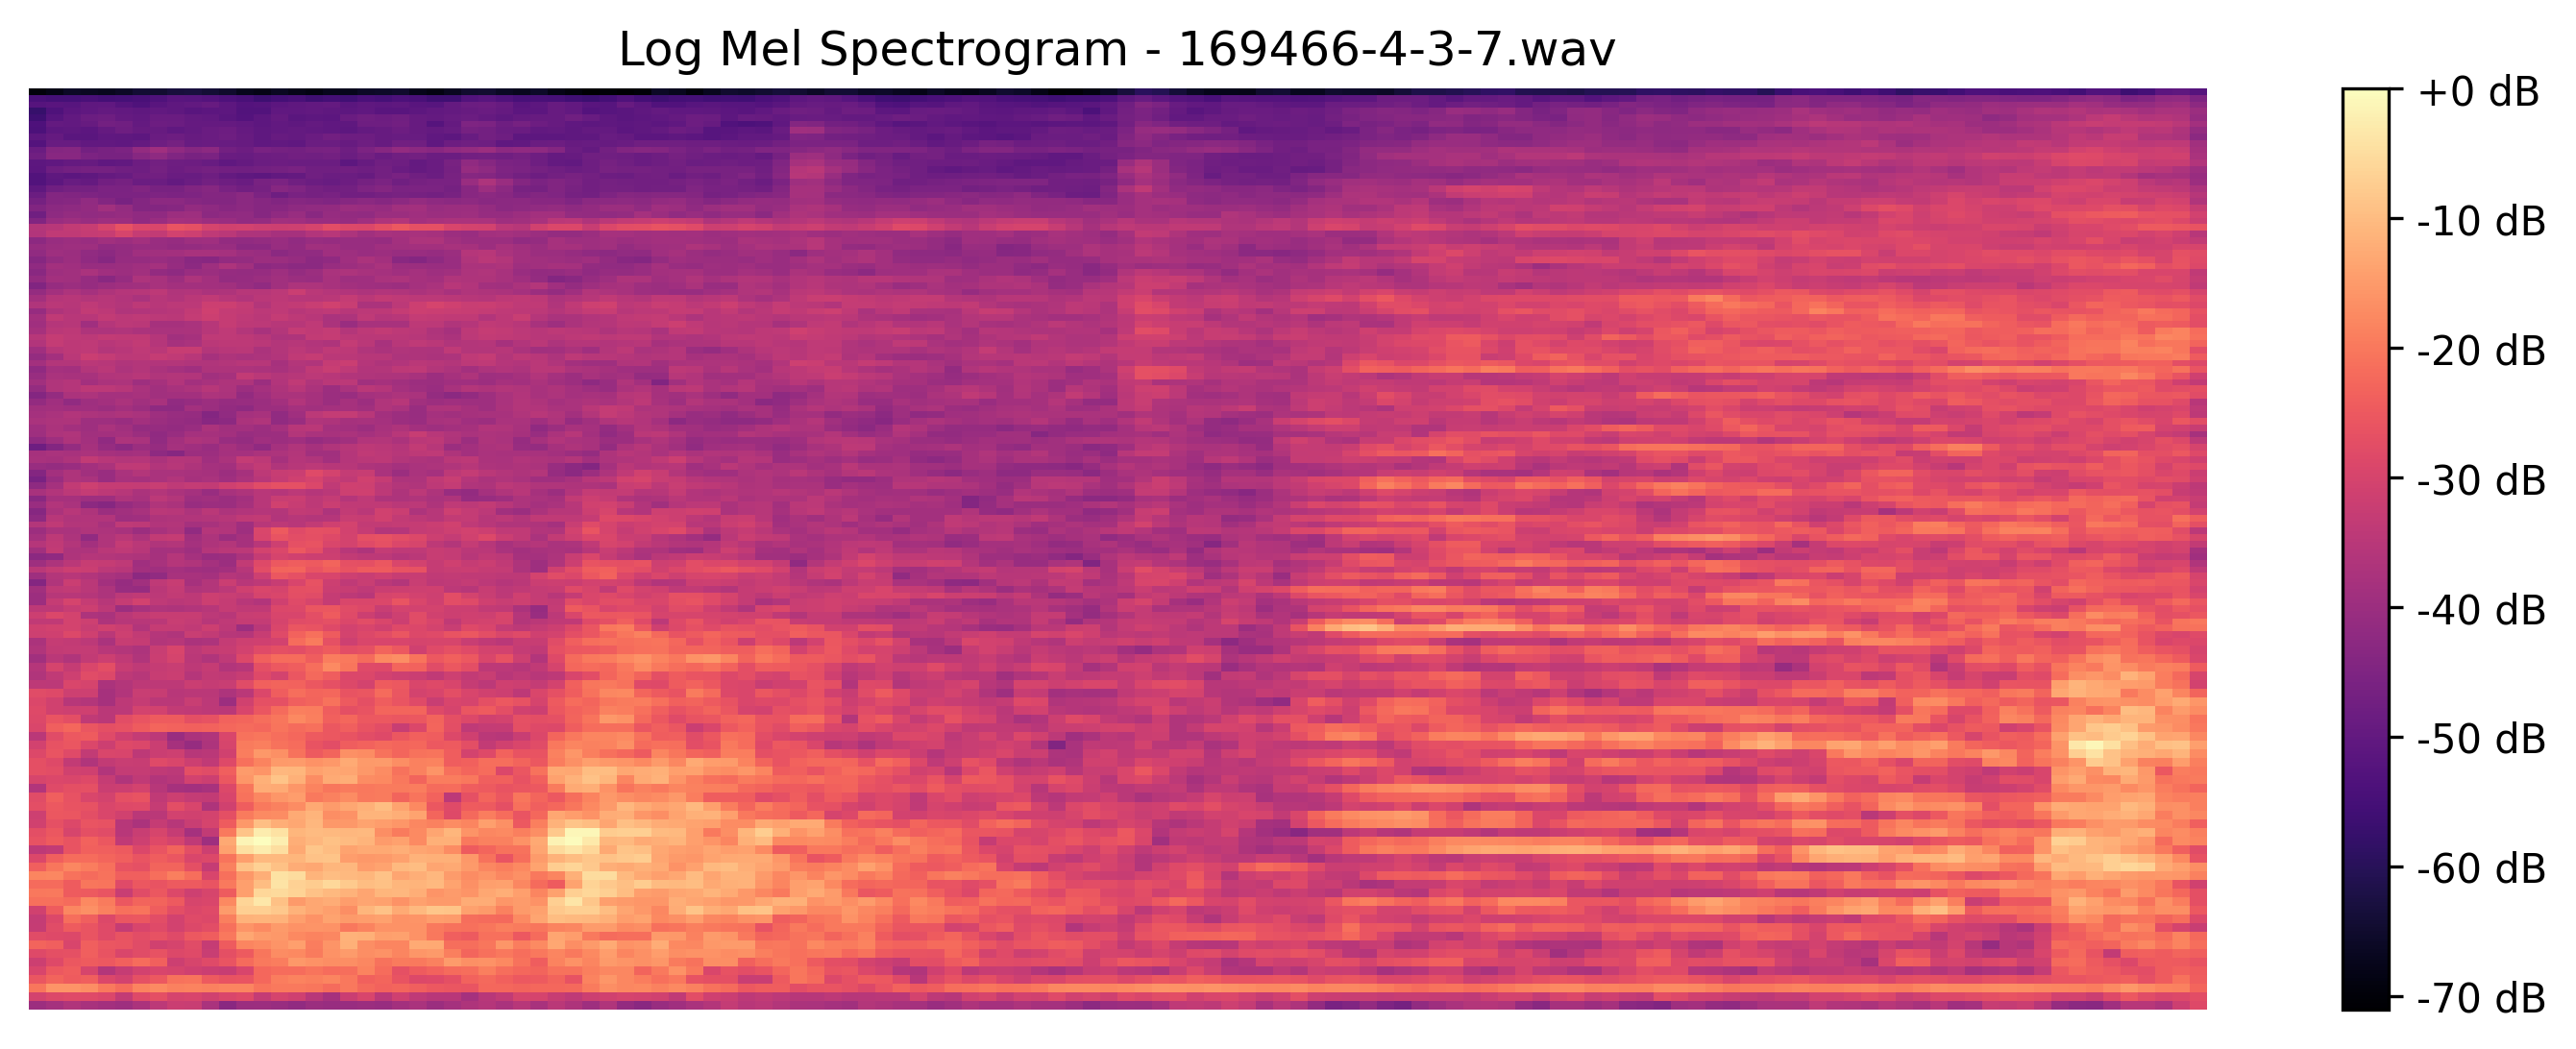 Log Mel Spectrogram - 169466-4-3-7.wav
+0 dB
-10 dB
-20 dB
-30 dB
-40 dB
-50 dB
-60 dB
-70 dB